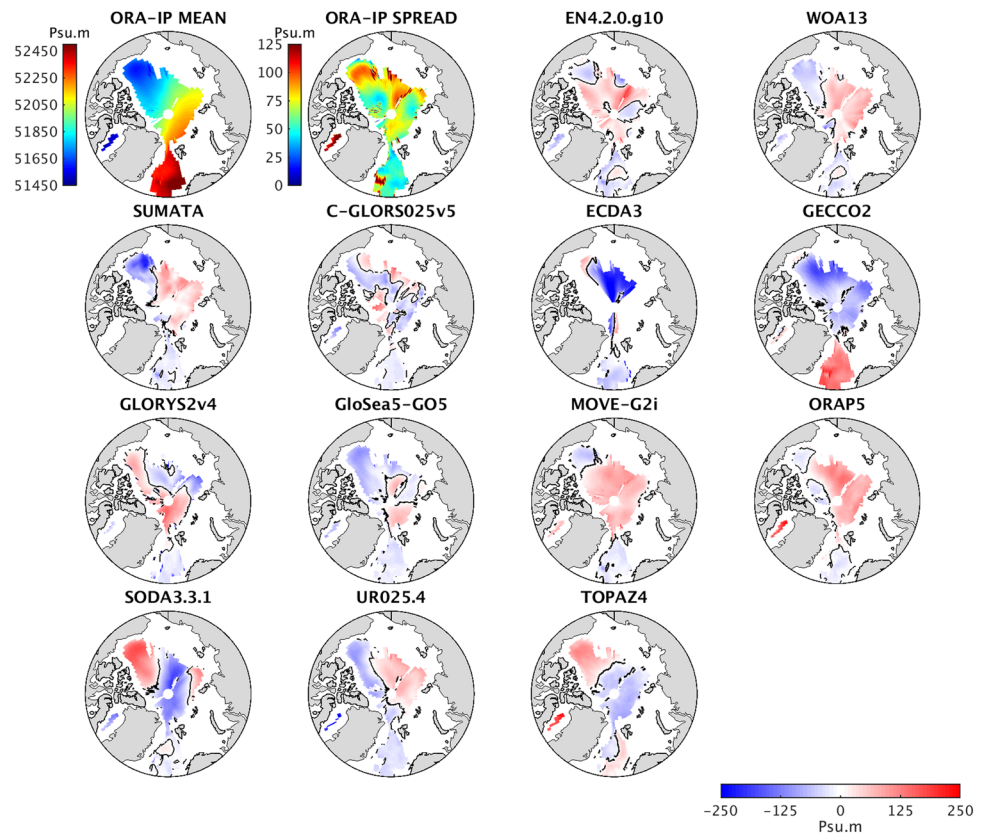 ORA-IP MEAN
ORA-IP SPREAD
EN4.2.0.g10
WOA13
Psu.m
52450
52250
52050
51850
51650
51450
Psu.m
125
100
75
50
25
0
SUMATA
C-GLORS025v5
ECDA3
GECCO2
GLORYS2v4
GloSea5-GO5
MOVE-G2i
ORAP5
SODA3.3.1
UR025.4
TOPAZ4
-250
-125
0
125
250
Psu.m